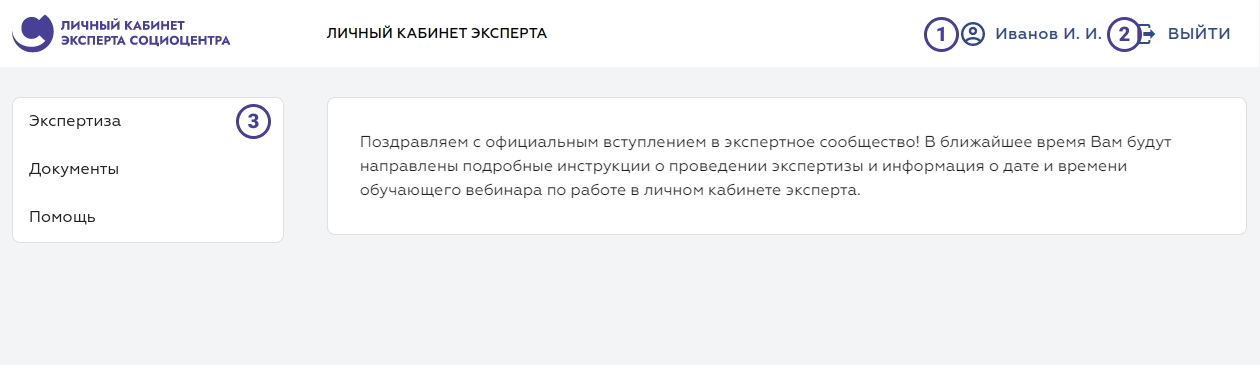 ЛИЧНЫЙ КАБИНЕТ
ЭКСПЕРТА СОЦИОЦЕНТРА
ЛИЧНЫЙ КАБИНЕТ ЭКСПЕРТА
1 Иванов И. И. 2 ВЫЙТИ
Экспертиза 3
Документы
Помощь
Поздравляем с официальным вступлением в экспертное сообщество! В ближайшее время Вам будут
направлены подробные инструкции о проведении экспертизы и информация о дате и времени
обучающего вебинара по работе в личном кабинете эксперта.